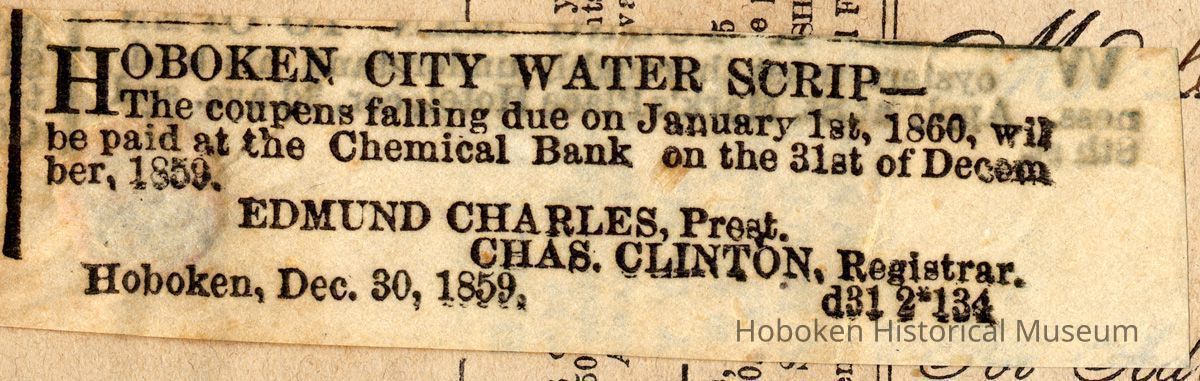 HOBOKEN CITY WATER SCRIP—
The coupens falling due on January 1st, 1860, will
be paid at the Chemical Bank on the 31st of Decem
ber, 1859.
EDMUND CHARLES, Prest.
CHAS. CLINTON, Registrar.
Hoboken, Dec. 30, 1859.
d31 2*134
Hoboken Historical Museum